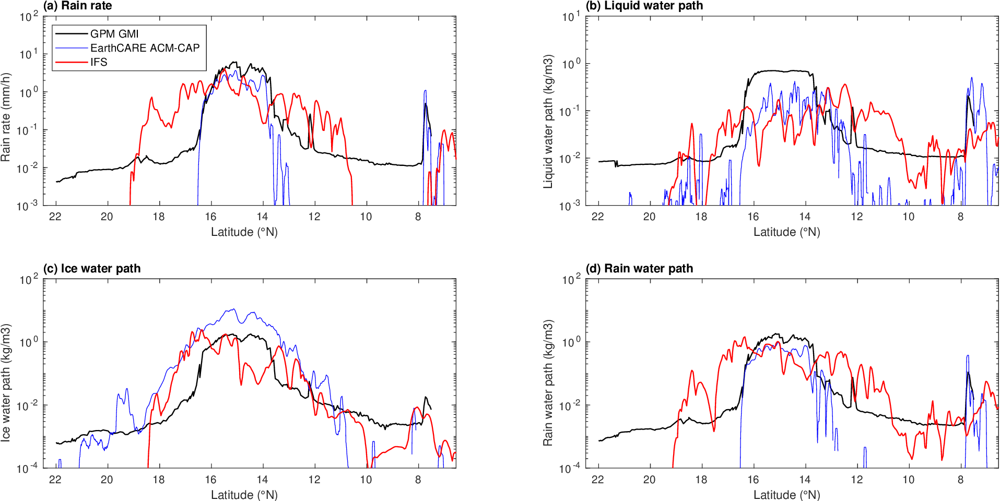 (a) Rain rate
10^2
10^1
10^0
10^-1
10^-2
10^-3
Rain rate (mm/h)
GPM GMI
EarthCARE ACM-CAP
IFS
22 20 18 16 14 12 10 8
Latitude (°N)
(b) Liquid water path
10^1
10^0
10^-1
10^-2
10^-3
Liquid water path (kg/m3)
22 20 18 16 14 12 10 8
Latitude (°N)
(c) Ice water path
10^2
10^0
10^-2
10^-4
Ice water path (kg/m3)
22 20 18 16 14 12 10 8
Latitude (°N)
(d) Rain water path
10^2
10^0
10^-2
10^-4
Rain water path (kg/m3)
22 20 18 16 14 12 10 8
Latitude (°N)